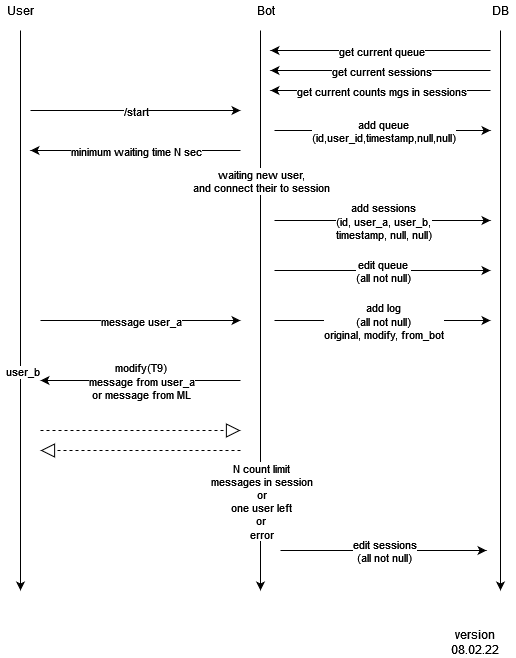 User
Bot
DB
get current queue
get current sessions
get current counts mgs in sessions
/start
add queue
(id,user_id,timestamp,null,null)
minimum waiting time N sec
waiting new user,
and connect their to session
add sessions
(id, user_a, user_b,
timestamp, null, null)
edit queue
(all not null)
message user_a
add log
(all not null)
original, modify, from_bot
user_b
modify(T9)
message from user_a
or message from ML
N count limit
messages in session
or
one user left
or
error
edit sessions
(all not null)
version
08.02.22